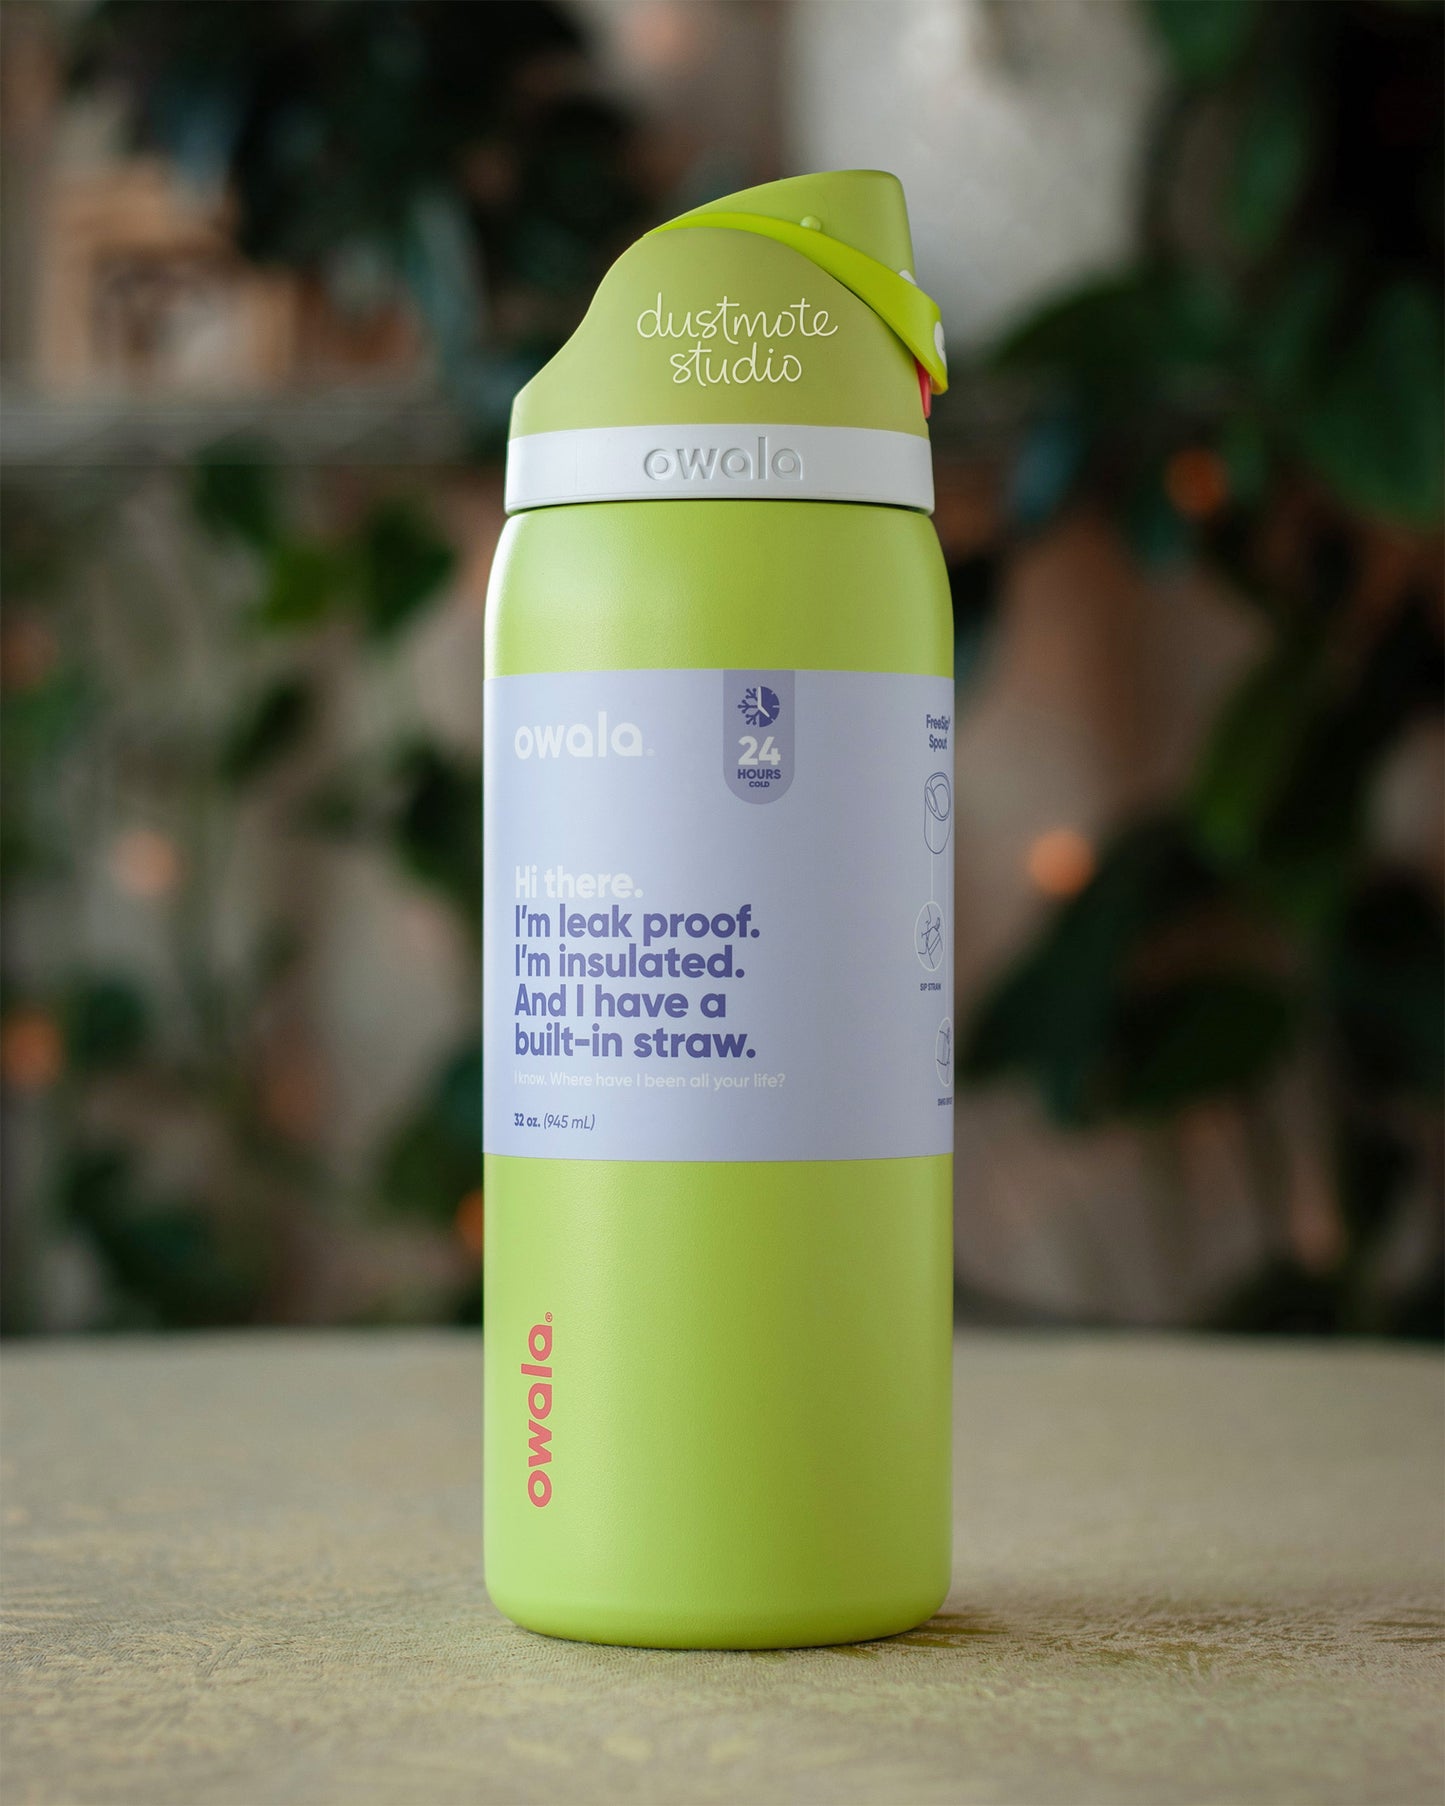 dustmote
studio
owala
owala.
24
HOURS
COLD
FreeSip
Spout
Hi there.
I'm leak proof.
I'm insulated.
And I have a
built-in straw.
I know. Where have I been all your life?
32 oz. (945 mL)
SIP STRAW
owala®